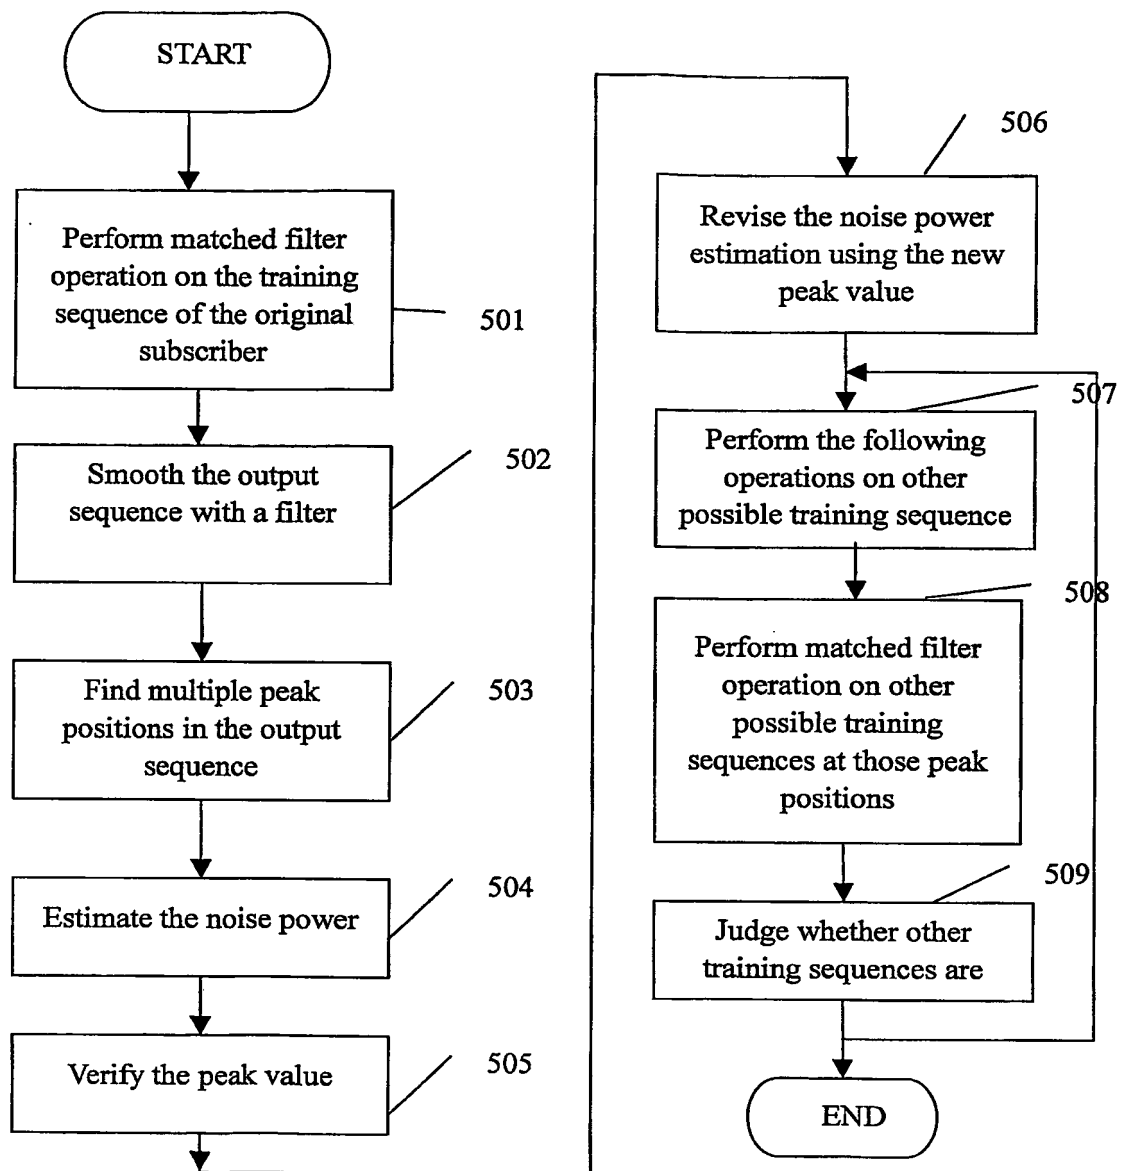 START
Perform matched filter
operation on the training
sequence of the original
subscriber
501
Smooth the output
sequence with a filter
502
Find multiple peak
positions in the output
sequence
503
Estimate the noise power
504
Verify the peak value
505
506
Revise the noise power
estimation using the new
peak value
507
Perform the following
operations on other
possible training sequence
508
Perform matched filter
operation on other
possible training
sequences at those peak
positions
509
Judge whether other
training sequences are
END